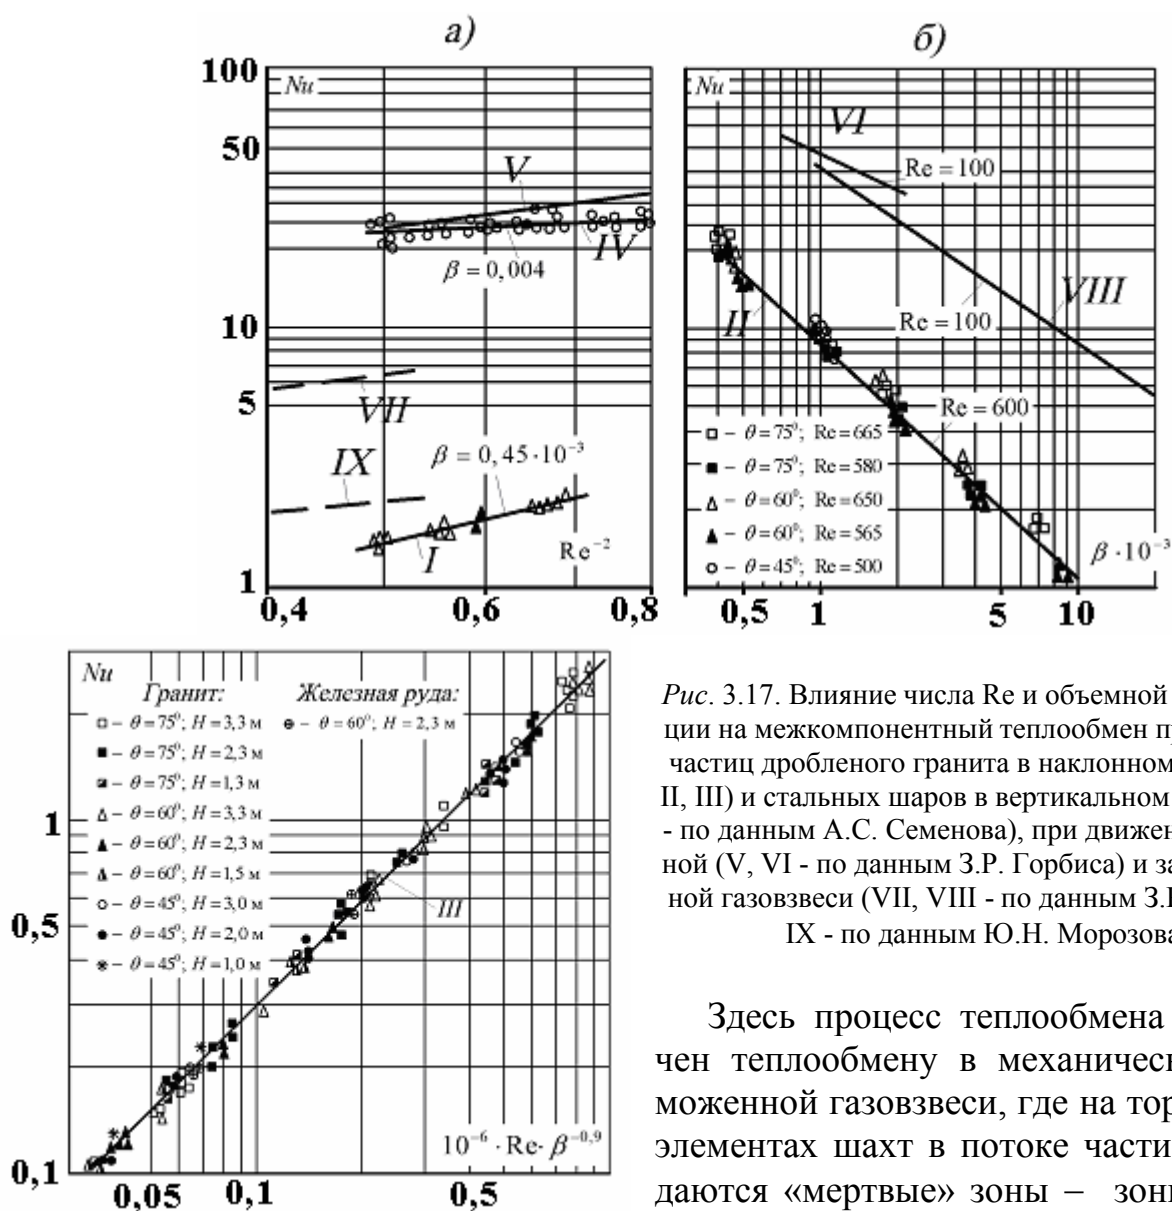 а)
100
Nu
50
V
IV
β = 0,004
10
VII
5
IX
β = 0,45·10⁻³
I
Re⁻²
1
0,4
0,6
0,8
б)
Nu
VI
Re = 100
VIII
Re = 100
II
Re = 600
□ – θ=75⁰; Re=665
■ – θ=75⁰; Re=580
△ – θ=60⁰; Re=650
▲ – θ=60⁰; Re=565
○ – θ=45⁰; Re=500
β·10⁻³
0,5
1
5
10
Nu
Гранит:
□ – θ=75⁰; H=3,3 м
■ – θ=75⁰; H=2,3 м
◪ – θ=75⁰; H=1,3 м
△ – θ=60⁰; H=3,3 м
▲ – θ=60⁰; H=2,3 м
◭ – θ=60⁰; H=1,5 м
○ – θ=45⁰; H=3,0 м
● – θ=45⁰; H=2,0 м
✳ – θ=45⁰; H=1,0 м
Железная руда:
⊕ – θ=60⁰; H=2,3 м
1
0,5
III
0,1
10⁻⁶·Re·β⁻⁰,⁹
0,05
0,1
0,5
Рис. 3.17. Влияние числа Re и объемной
ции на межкомпонентный теплообмен п
частиц дробленого гранита в наклонном
II, III) и стальных шаров в вертикальном
- по данным А.С. Семенова), при движе
ной (V, VI - по данным З.Р. Горбиса) и за
ной газовзвеси (VII, VIII - по данным З.
IX - по данным Ю.Н. Морозова
Здесь процесс теплообмена
чен теплообмену в механичес
моженной газовзвеси, где на тор
элементах шахт в потоке части
даются «мертвые» зоны – зон